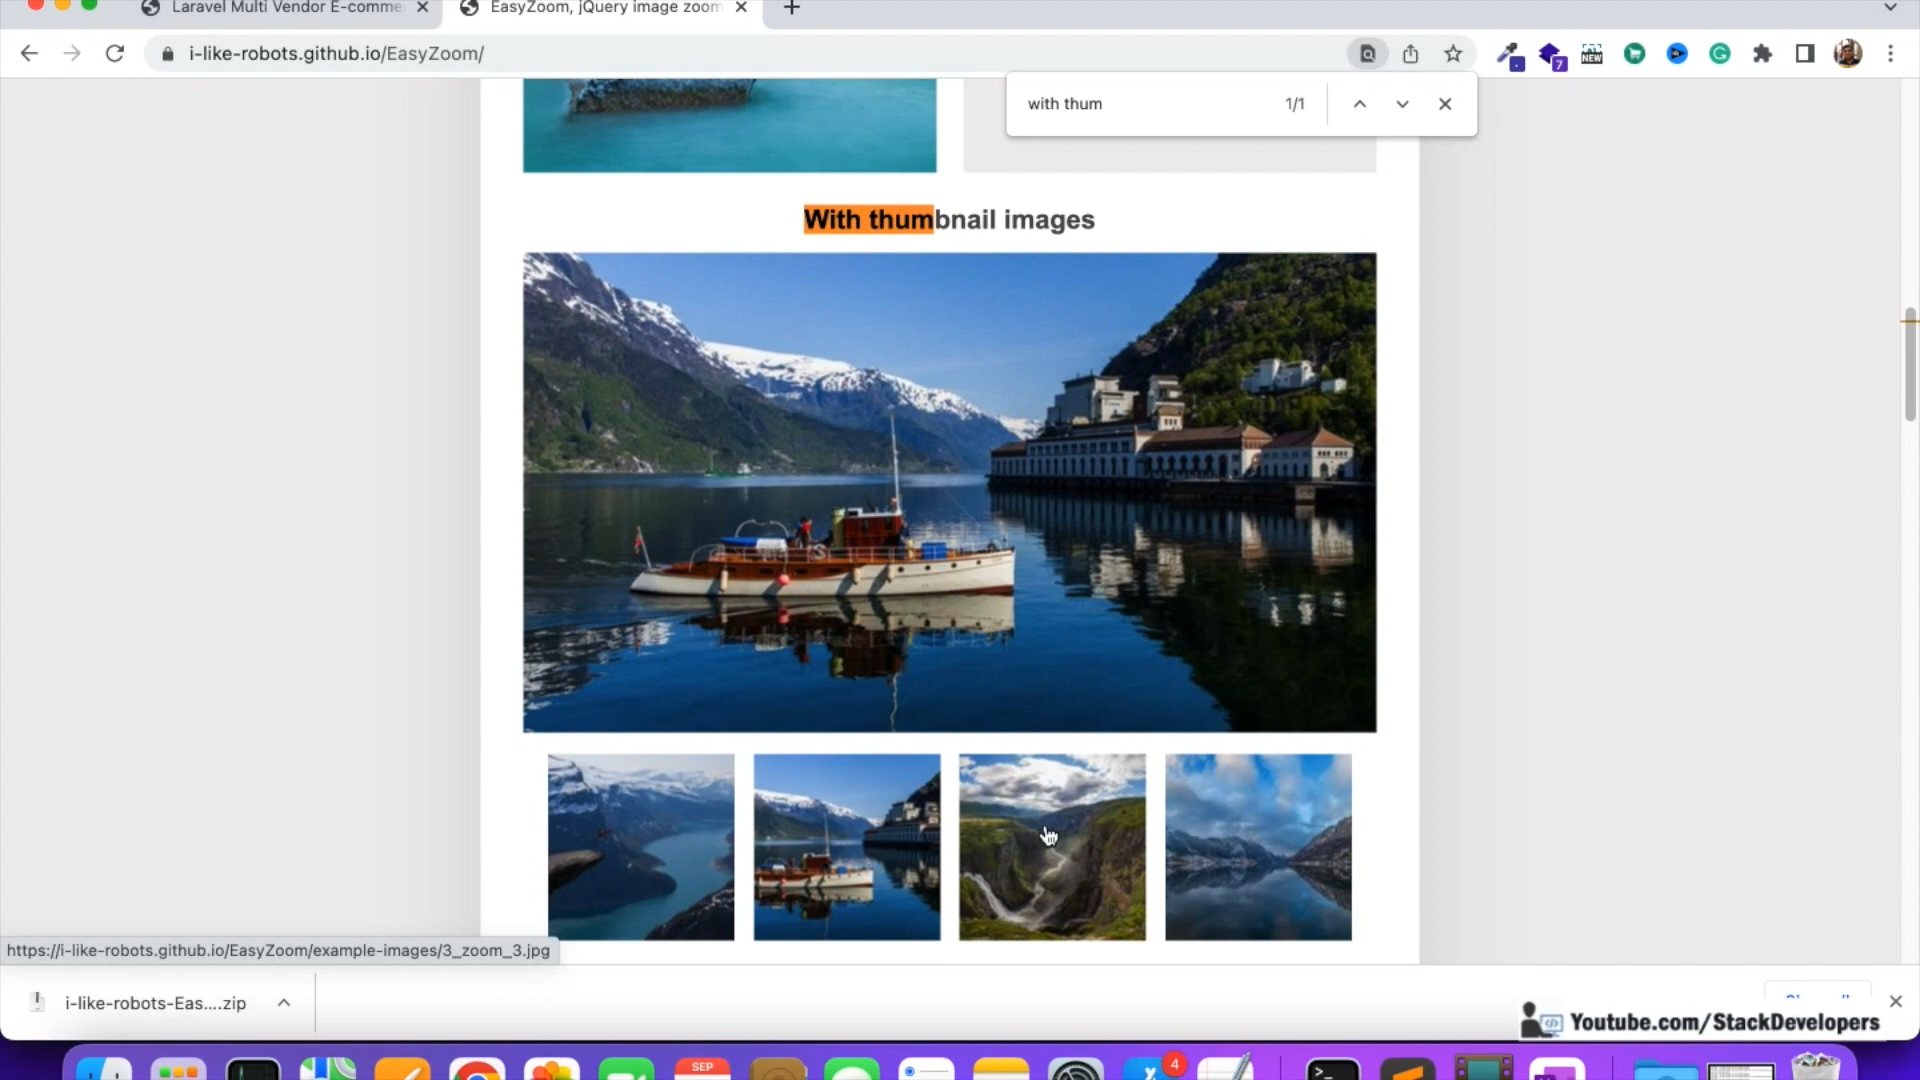 Laravel Multi Vendor E-comme
EasyZoom, jQuery image zoom
i-like-robots.github.io/EasyZoom/
7
NEW
with thum
1/1
With thumbnail images
https://i-like-robots.github.io/EasyZoom/example-images/3_zoom_3.jpg
i-like-robots-Eas....zip
Youtube.com/StackDevelopers
SEP
4